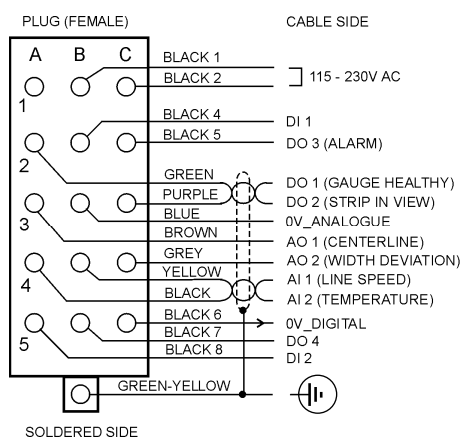 PLUG (FEMALE) CABLE SIDE
A B C
BLACK 1
1 BLACK 2 115 - 230V AC
BLACK 4 DI 1
2 BLACK 5 DO 3 (ALARM)
GREEN DO 1 (GAUGE HEALTHY)
PURPLE DO 2 (STRIP IN VIEW)
3 BLUE 0V_ANALOGUE
BROWN AO 1 (CENTERLINE)
GREY AO 2 (WIDTH DEVIATION)
4 YELLOW AI 1 (LINE SPEED)
BLACK AI 2 (TEMPERATURE)
BLACK 6 0V_DIGITAL
5 BLACK 7 DO 4
BLACK 8 DI 2
GREEN-YELLOW
SOLDERED SIDE